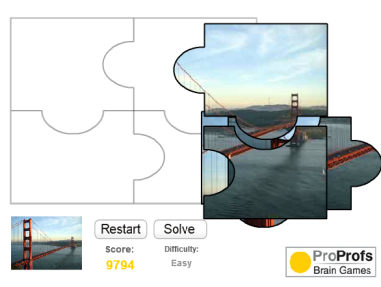 Restart
Solve
Score:
Difficulty:
9794
Easy
ProProfs
Brain Games